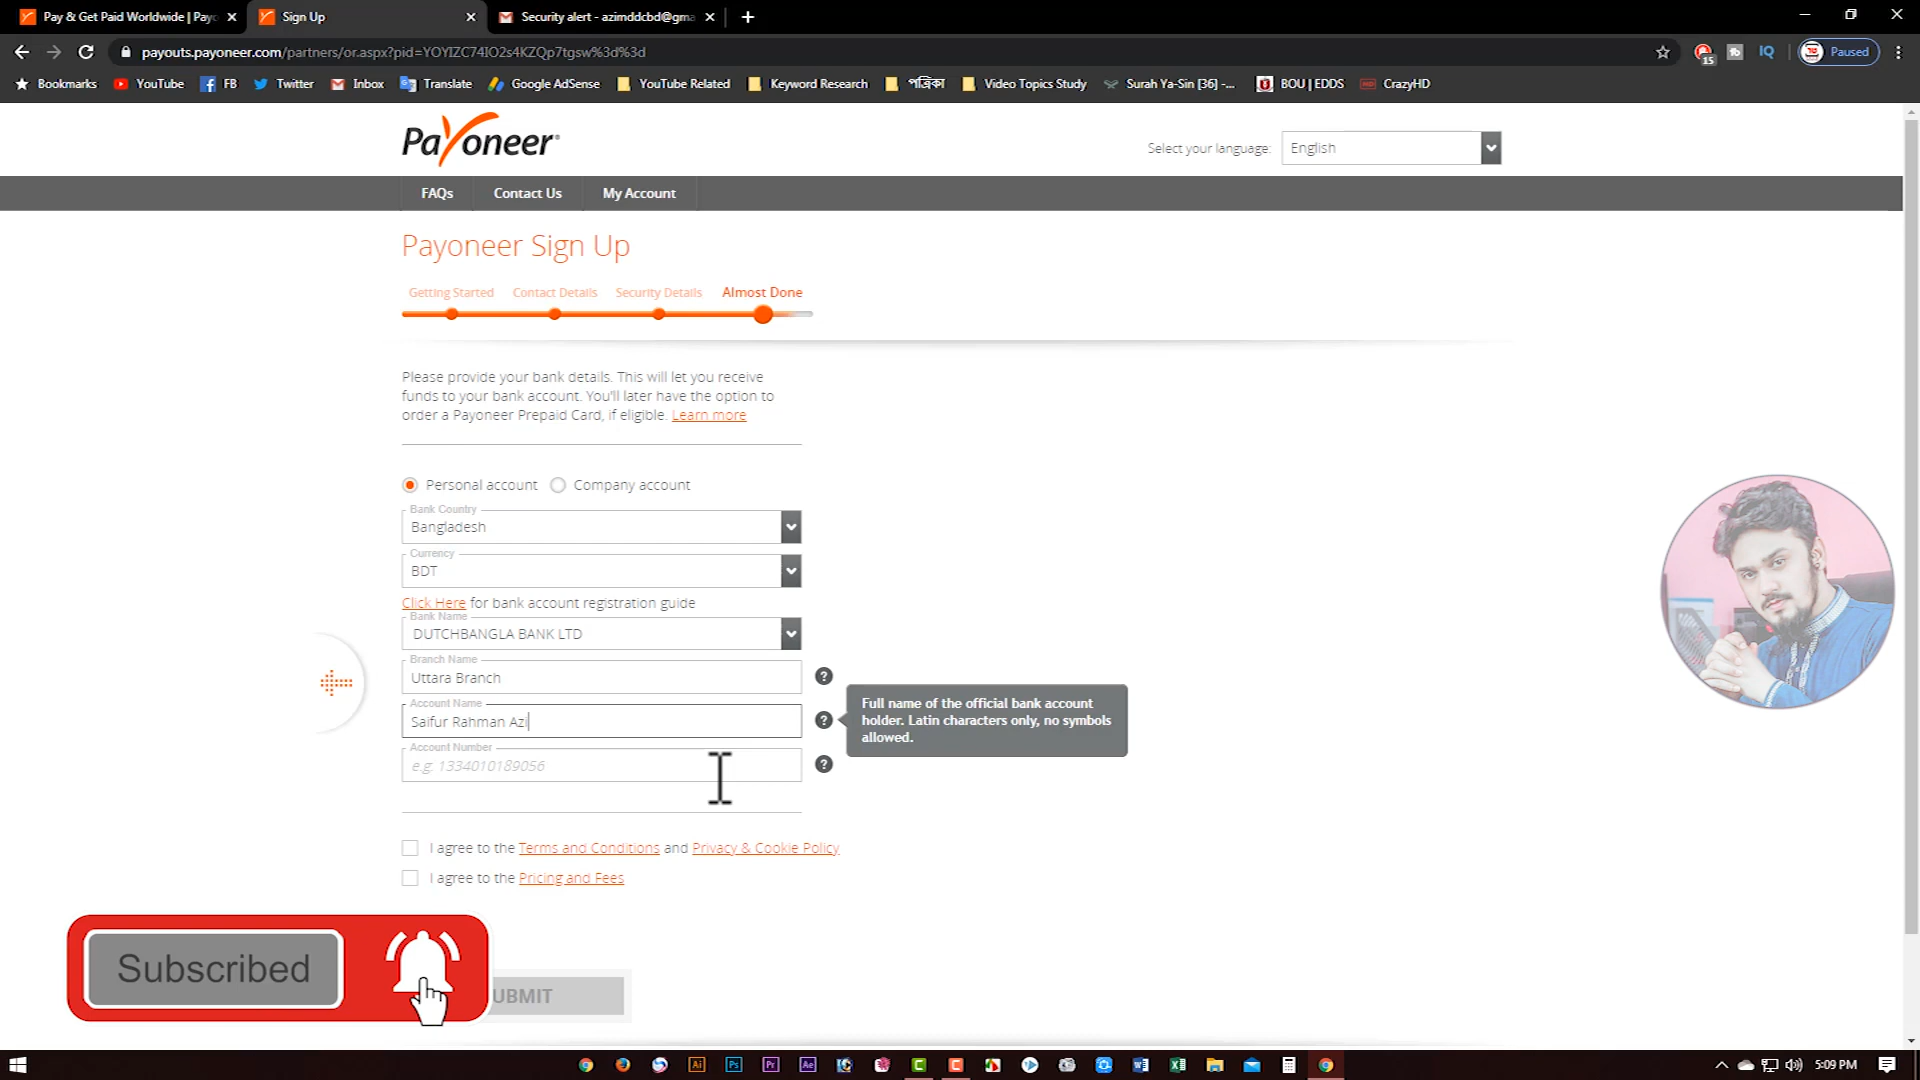 Pay & Get Paid Worldwide | Payo
Sign Up
Security alert - azimddcbd@gma
payouts.payoneer.com/partners/or.aspx?pid=YOYIZC74IO2s4KZQp7tgsw%3d%3d
15
IQ
Paused
Bookmarks
YouTube
FB
Twitter
Inbox
Translate
Google AdSense
YouTube Related
Keyword Research
পত্রিকা
Video Topics Study
Surah Ya-Sin [36] -...
BOU | EDDS
HD
CrazyHD
Payoneer
Select your language:
English
FAQs
Contact Us
My Account
Payoneer Sign Up
Getting Started
Contact Details
Security Details
Almost Done
Please provide your bank details. This will let you receive
funds to your bank account. You'll later have the option to
order a Payoneer Prepaid Card, if eligible. Learn more
Personal account
Company account
Bank Country
Bangladesh
Currency
BDT
Click Here for bank account registration guide
Bank Name
DUTCHBANGLA BANK LTD
Branch Name
Uttara Branch
?
Account Name
Saifur Rahman Azi
?
Full name of the official bank account
holder. Latin characters only, no symbols
allowed.
Account Number
e.g: 1334010189056
?
I agree to the Terms and Conditions and Privacy & Cookie Policy
I agree to the Pricing and Fees
Subscribed
UBMIT
Ai
Ps
Pr
Ae
5:09 PM